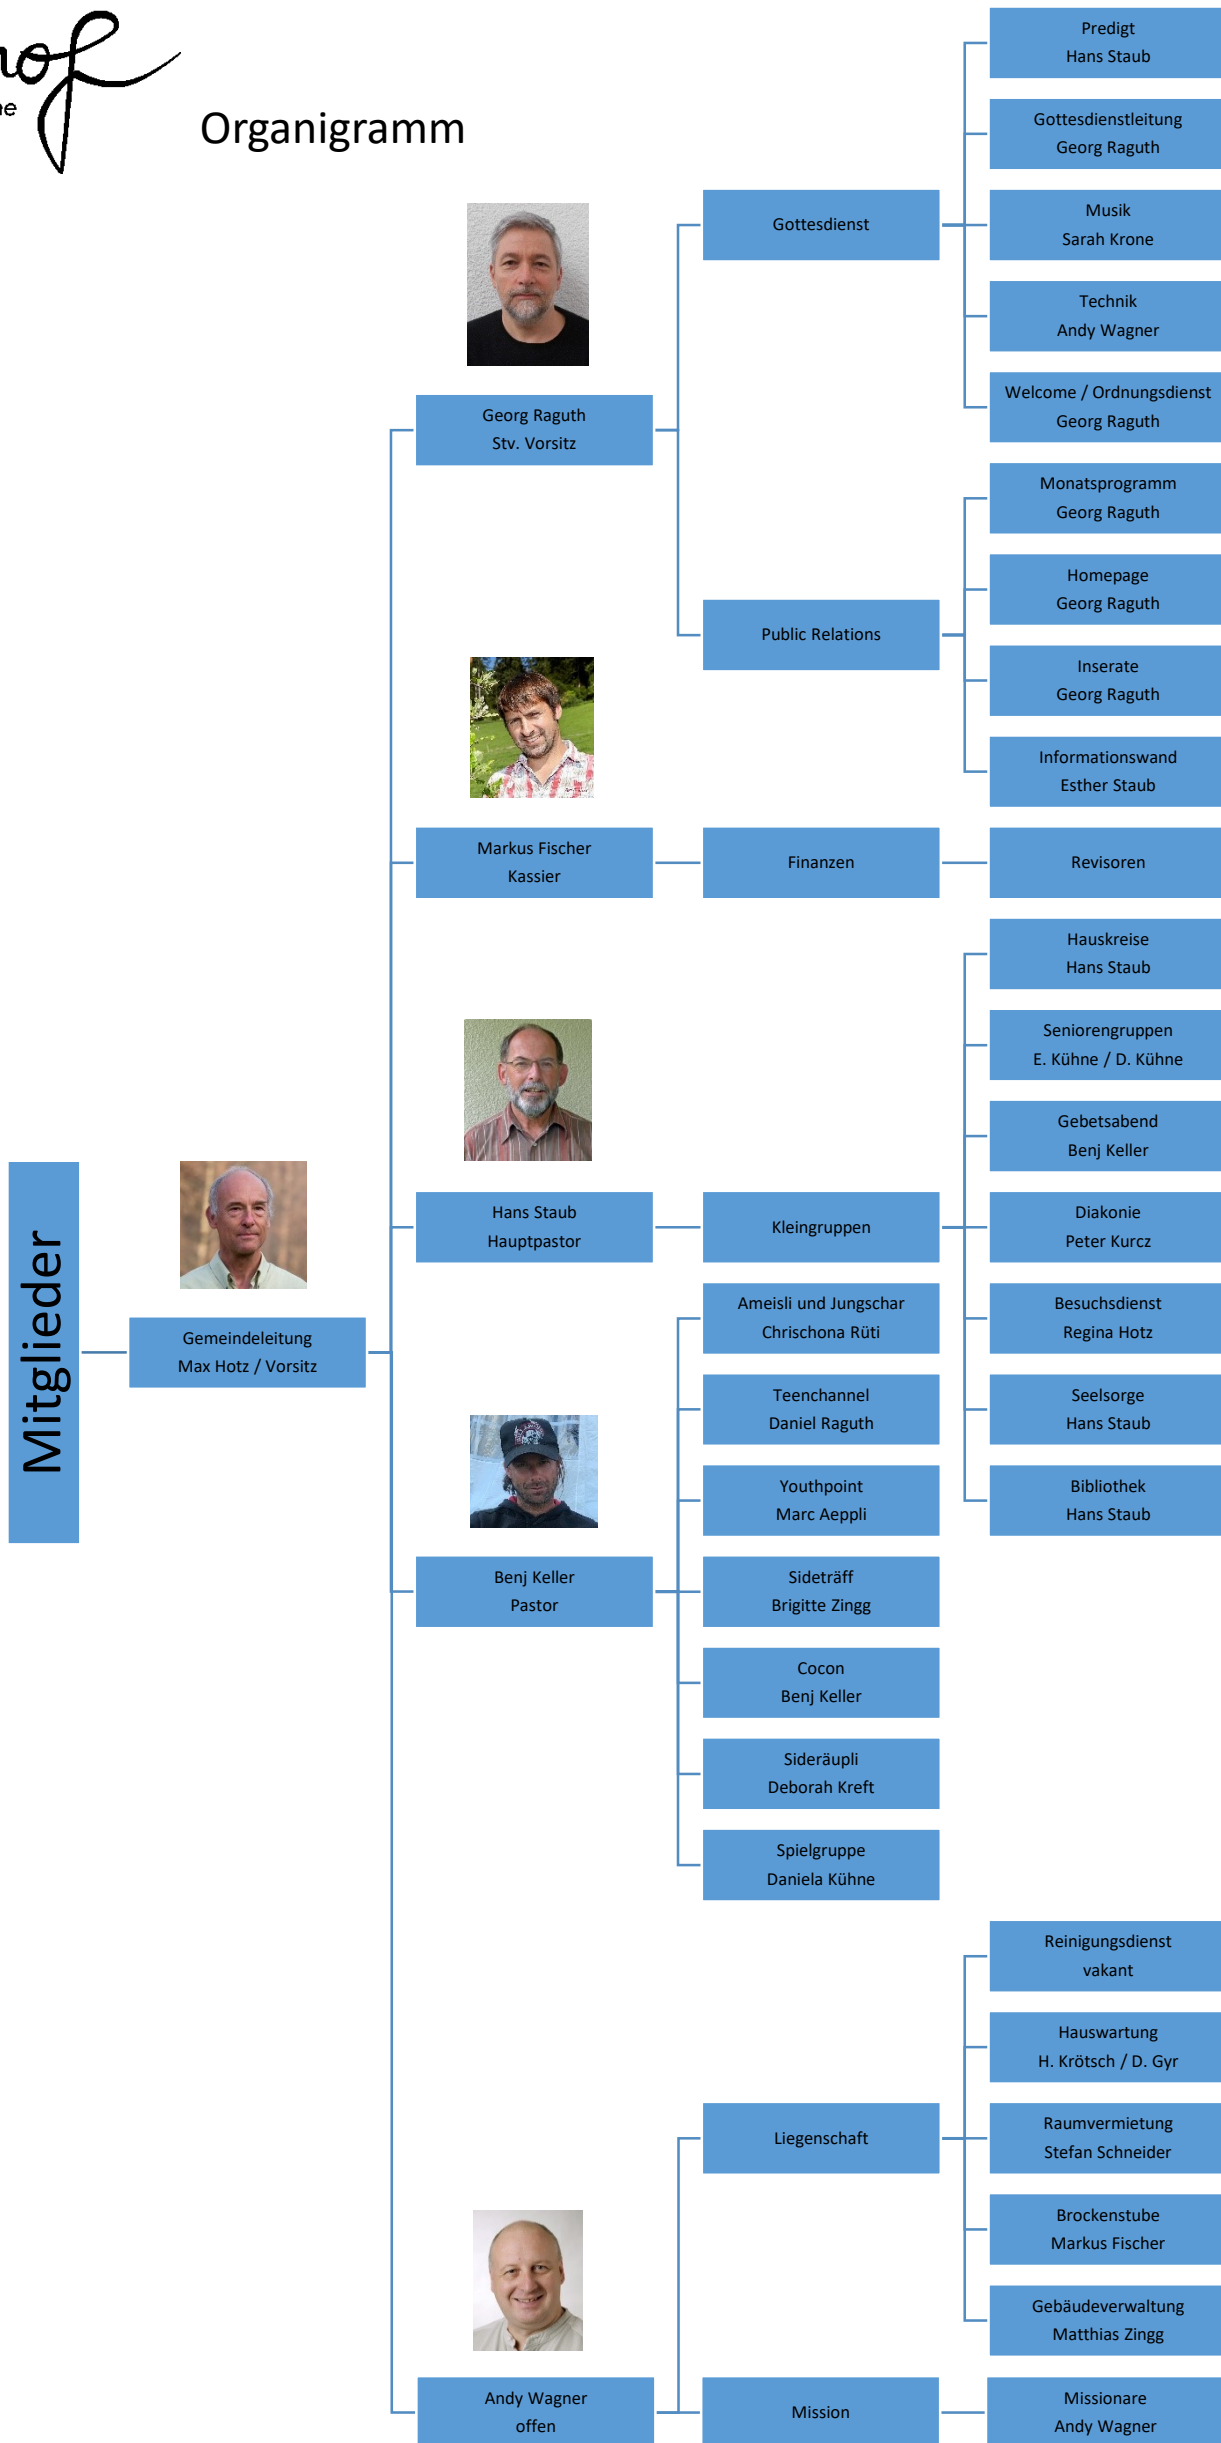 Organigramm
Predigt
Hans Staub
Gottesdienstleitung
Georg Raguth
Gottesdienst
Musik
Sarah Krone
Technik
Andy Wagner
Welcome / Ordnungsdienst
Georg Raguth
Georg Raguth
Stv. Vorsitz
Monatsprogramm
Georg Raguth
Homepage
Georg Raguth
Public Relations
Inserate
Georg Raguth
Informationswand
Esther Staub
Markus Fischer
Kassier
Finanzen
Revisoren
Hauskreise
Hans Staub
Seniorengruppen
E. Kühne / D. Kühne
Gebetsabend
Benj Keller
Hans Staub
Hauptpastor
Kleingruppen
Diakonie
Peter Kurcz
Mitglieder
Gemeindeleitung
Max Hotz / Vorsitz
Ameisli und Jungschar
Chrischona Rüti
Besuchsdienst
Regina Hotz
Teenchannel
Daniel Raguth
Seelsorge
Hans Staub
Youthpoint
Marc Aeppli
Bibliothek
Hans Staub
Benj Keller
Pastor
Sideträff
Brigitte Zingg
Cocon
Benj Keller
Sideräupli
Deborah Kreft
Spielgruppe
Daniela Kühne
Reinigungsdienst
vakant
Hauswartung
H. Krötsch / D. Gyr
Liegenschaft
Raumvermietung
Stefan Schneider
Brockenstube
Markus Fischer
Gebäudeverwaltung
Matthias Zingg
Andy Wagner
offen
Mission
Missionare
Andy Wagner